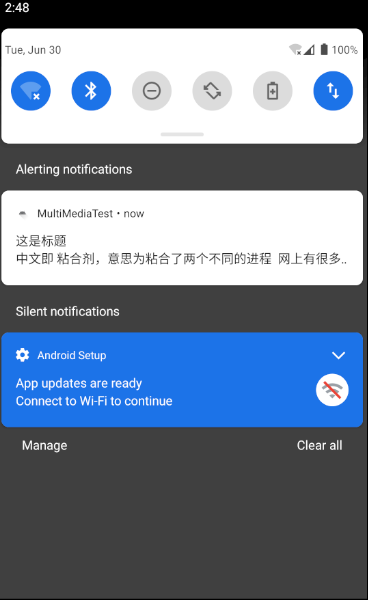 2:48
Tue, Jun 30
100%
Alerting notifications
MultiMediaTest • now
这是标题
中文即 粘合剂，意思为粘合了两个不同的进程 网上有很多..
Silent notifications
Android Setup
App updates are ready
Connect to Wi-Fi to continue
Manage
Clear all